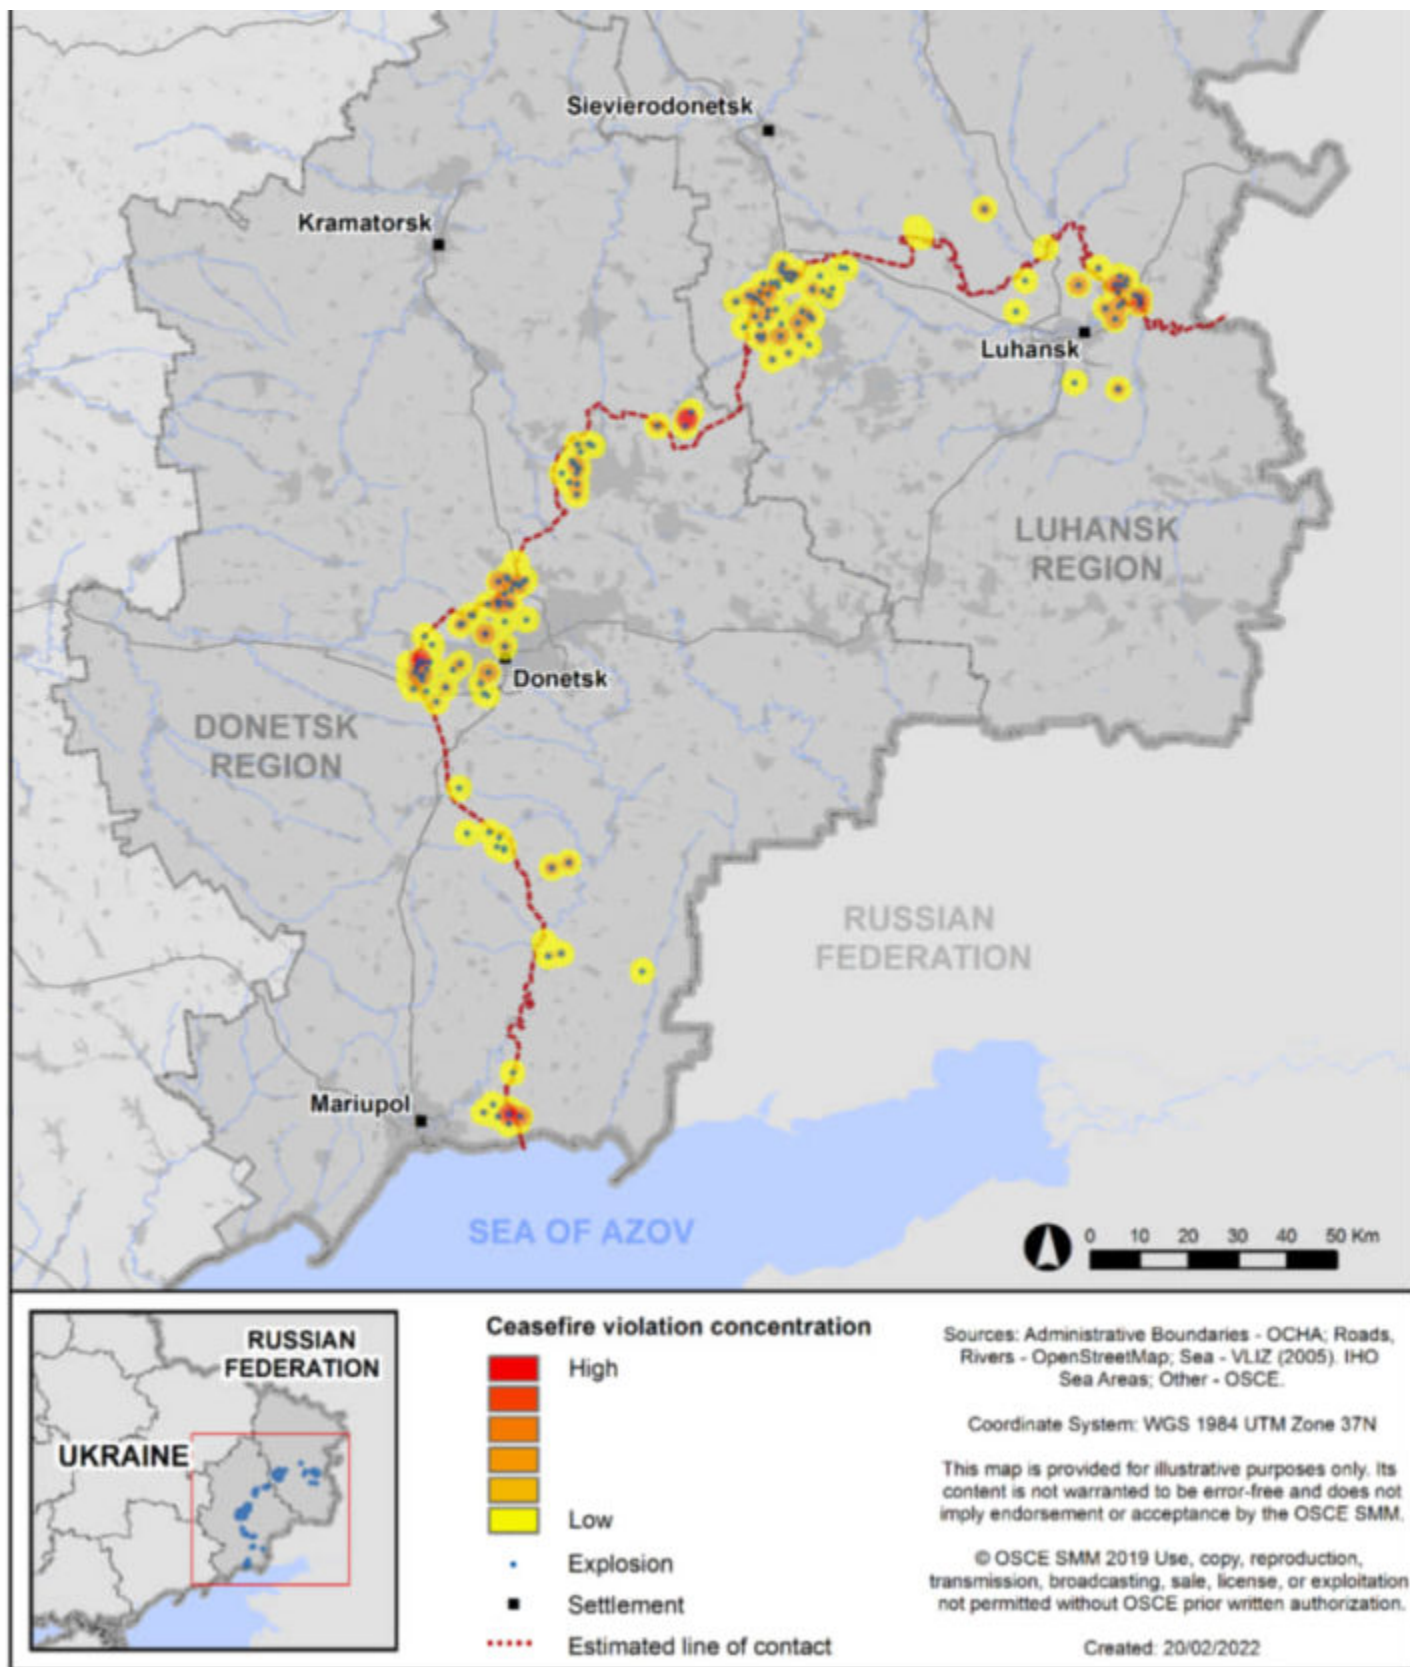 Sievierodonetsk
Kramatorsk
Luhansk
LUHANSK
REGION
Donetsk
DONETSK
REGION
RUSSIAN
FEDERATION
Mariupol
SEA OF AZOV
0 10 20 30 40 50 Km
RUSSIAN
FEDERATION
UKRAINE
Ceasefire violation concentration
High
Low
Explosion
Settlement
Estimated line of contact
Sources: Administrative Boundaries - OCHA; Roads,
Rivers - OpenStreetMap; Sea - VLIZ (2005). IHO
Sea Areas; Other - OSCE.
Coordinate System: WGS 1984 UTM Zone 37N
This map is provided for illustrative purposes only. Its
content is not warranted to be error-free and does not
imply endorsement or acceptance by the OSCE SMM.
© OSCE SMM 2019 Use, copy, reproduction,
transmission, broadcasting, sale, license, or exploitation
not permitted without OSCE prior written authorization.
Created: 20/02/2022